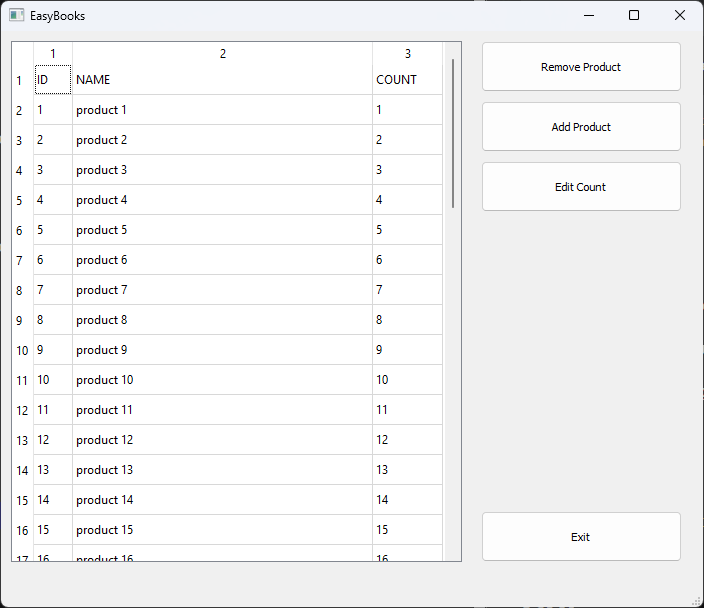 EasyBooks
1 2 3
1 ID NAME COUNT
2 1 product 1 1
3 2 product 2 2
4 3 product 3 3
5 4 product 4 4
6 5 product 5 5
7 6 product 6 6
8 7 product 7 7
9 8 product 8 8
10 9 product 9 9
11 10 product 10 10
12 11 product 11 11
13 12 product 12 12
14 13 product 13 13
15 14 product 14 14
16 15 product 15 15
17 16 product 16 16
Remove Product
Add Product
Edit Count
Exit